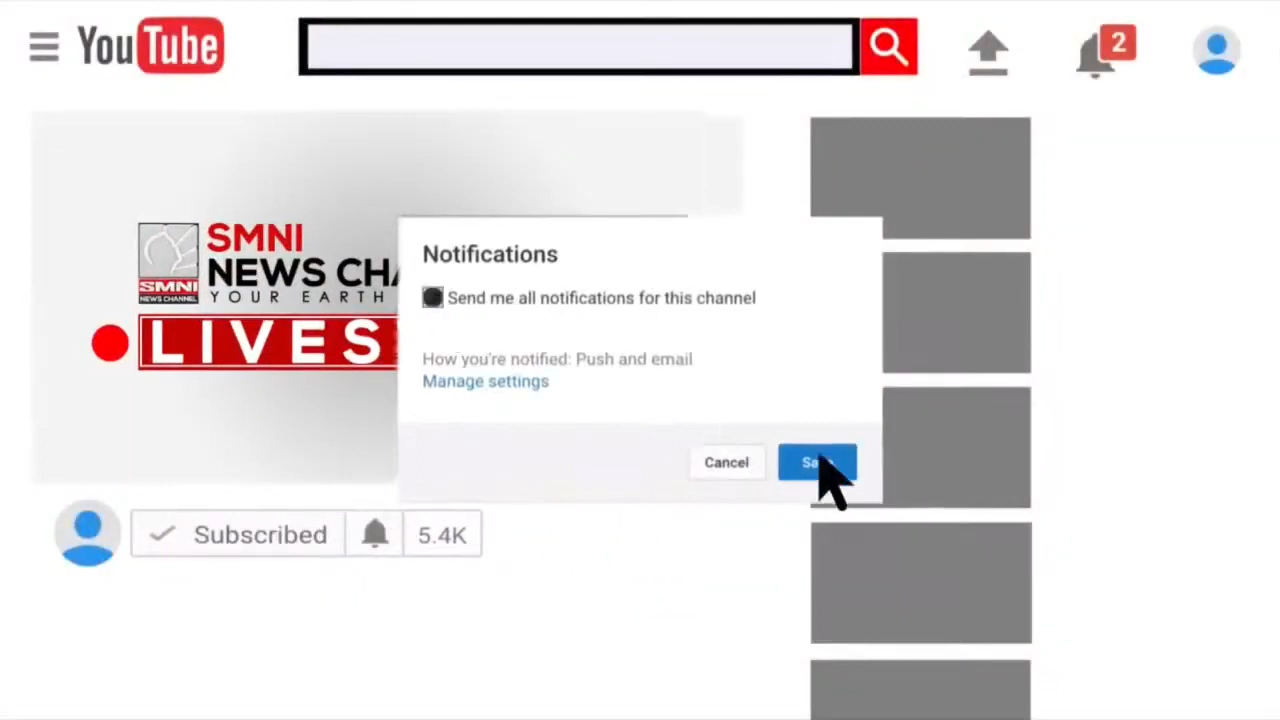 YouTube
2
SMNI
NEWS CHA
YOUR EARTH
SMNI
NEWS CHANNEL
LIVES
Notifications
Send me all notifications for this channel
How you're notified: Push and email
Manage settings
Cancel
Subscribed
5.4K